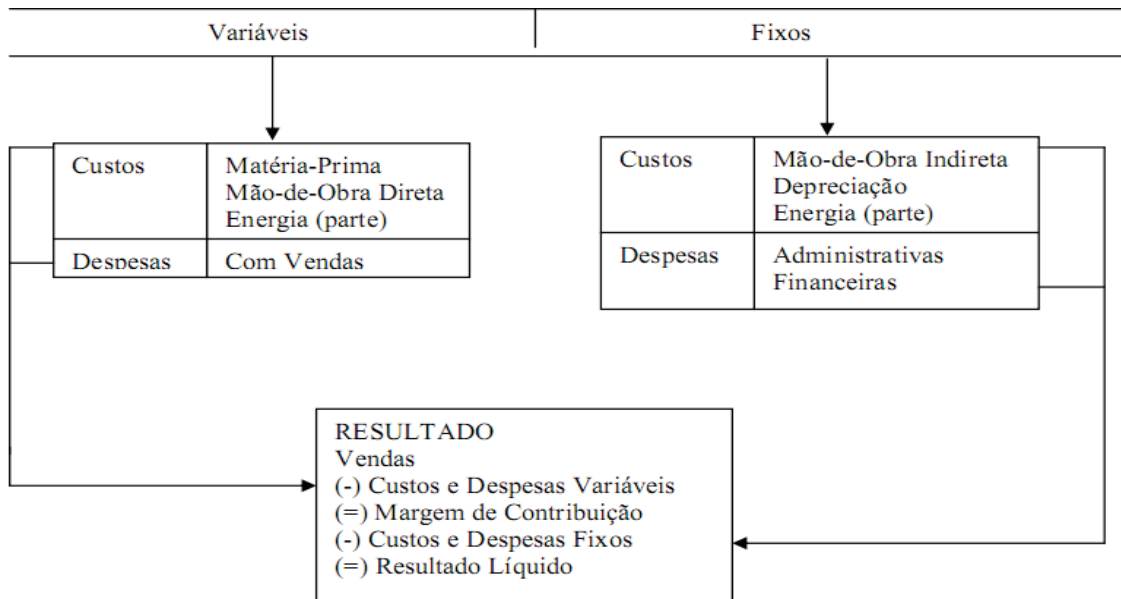 Variáveis
Fixos
Custos
Matéria-Prima
Mão-de-Obra Direta
Energia (parte)
Despesas
Com Vendas
Custos
Mão-de-Obra Indireta
Depreciação
Energia (parte)
Despesas
Administrativas
Financeiras
RESULTADO
Vendas
(-) Custos e Despesas Variáveis
(=) Margem de Contribuição
(-) Custos e Despesas Fixos
(=) Resultado Líquido